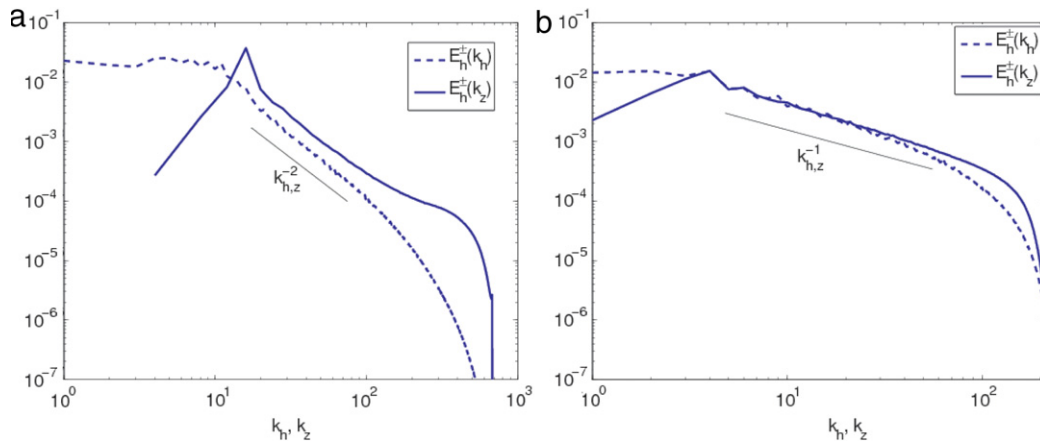 a
10^-1
10^-2
10^-3
10^-4
10^-5
10^-6
10^-7
10^0
10^1
10^2
10^3
E_h^±(k_h)
E_h^±(k_z)
k_{h,z}^{-2}
k_h, k_z
b
10^-1
10^-2
10^-3
10^-4
10^-5
10^-6
10^-7
10^0
10^1
10^2
E_h^±(k_h)
E_h^±(k_z)
k_{h,z}^{-1}
k_h, k_z